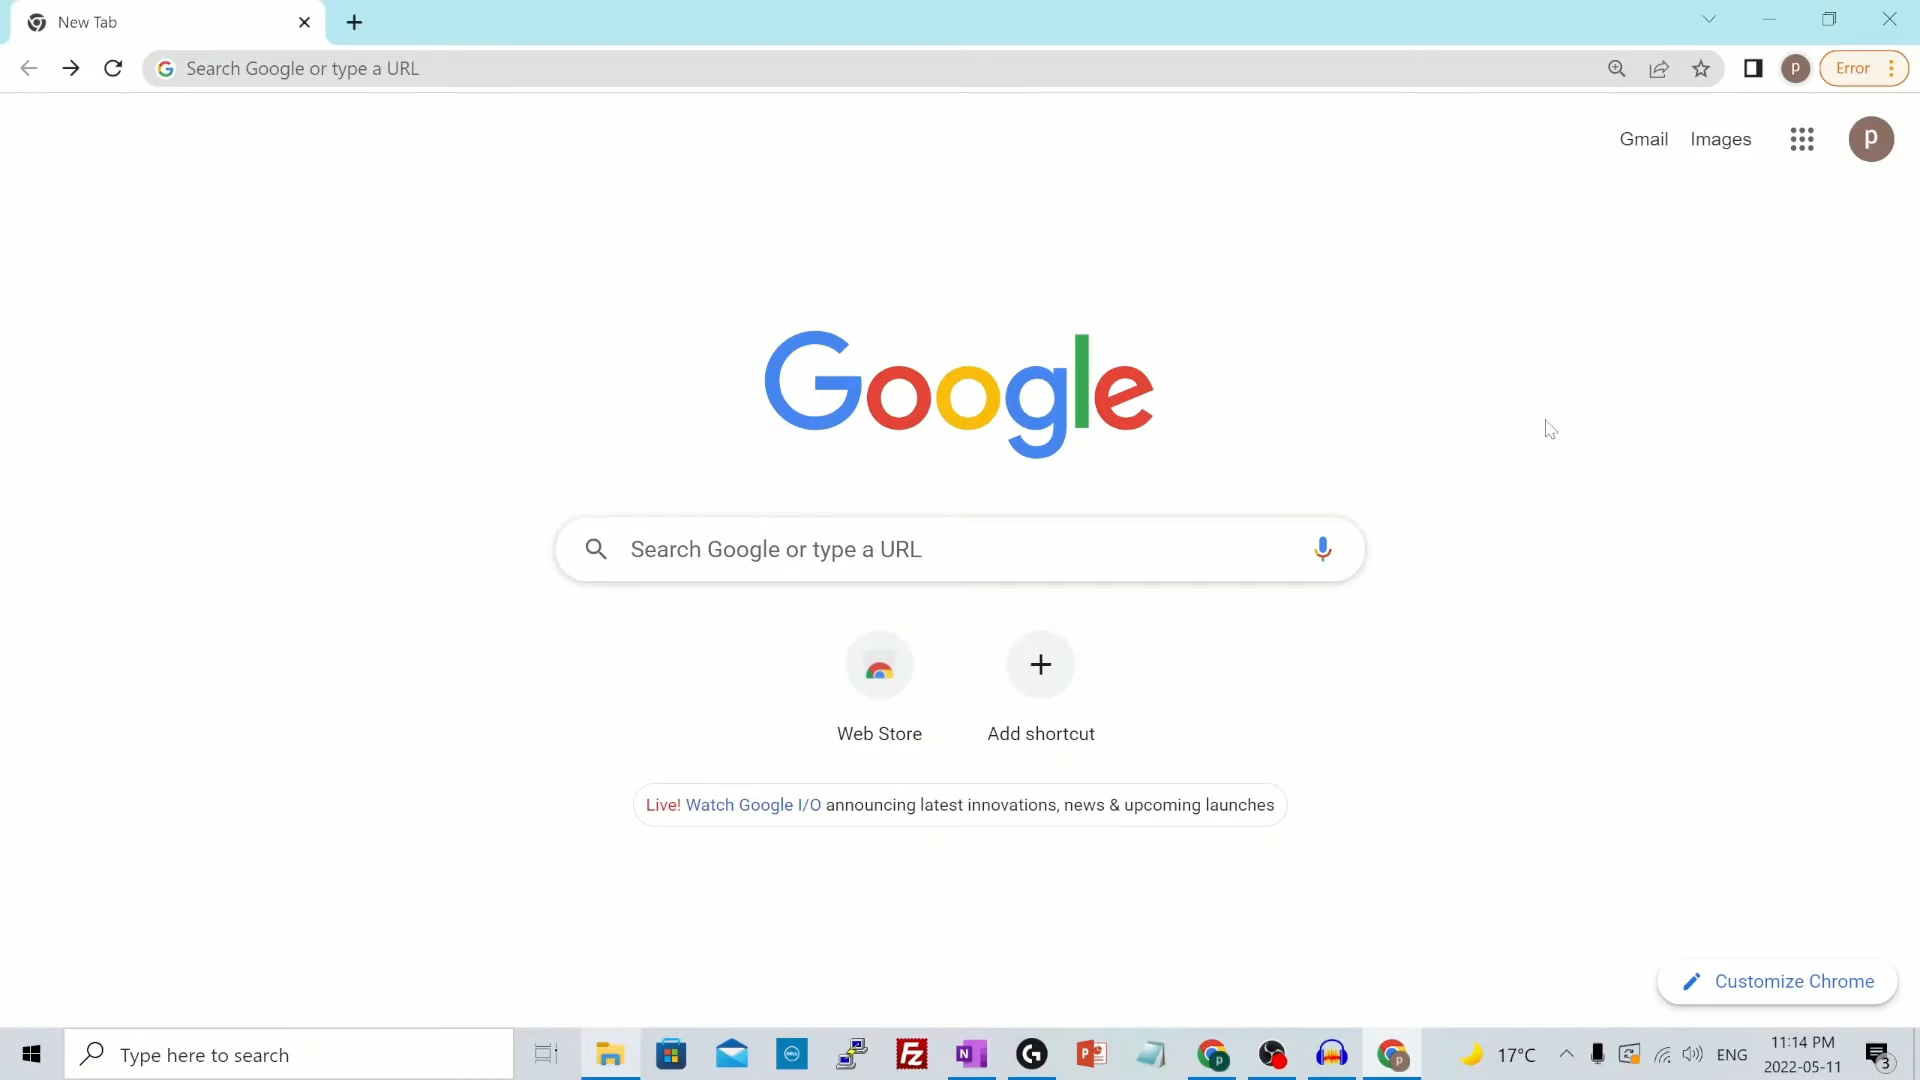 New Tab
Search Google or type a URL
p
Error
Gmail Images
p
Google
Search Google or type a URL
Web Store Add shortcut
Live! Watch Google I/O announcing latest innovations, news & upcoming launches
Customize Chrome
Type here to search
17°C
ENG
11:14 PM
2022-05-11
3